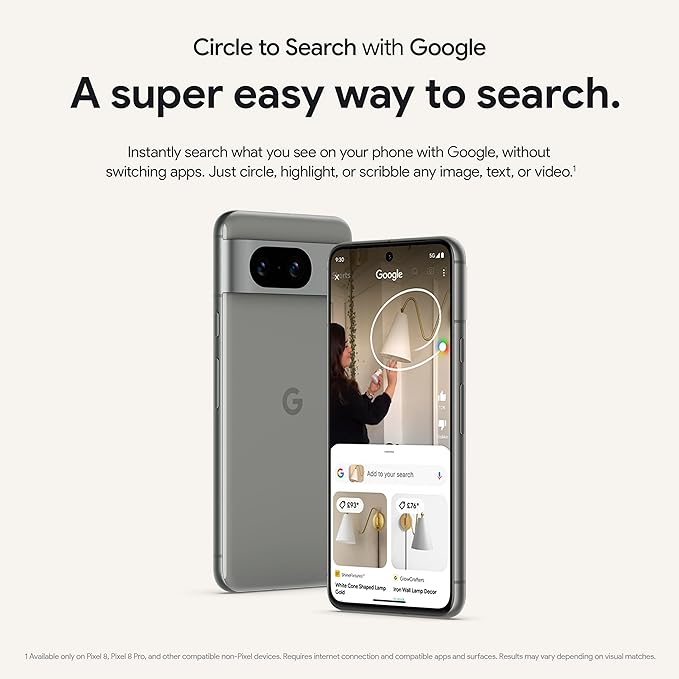 Circle to Search with Google
A super easy way to search.
Instantly search what you see on your phone with Google, without
switching apps. Just circle, highlight, or scribble any image, text, or video.¹
G
9:30
5G
Google
G
Add to your search
£93*
£76*
GlowCrafters
White Cone Shaped Lamp
Gold
Iron Wall Lamp Decor
1 Available only on Pixel 8, Pixel 8 Pro, and other compatible non-Pixel devices. Requires internet connection and compatible apps and surfaces. Results may vary depending on visual matches.